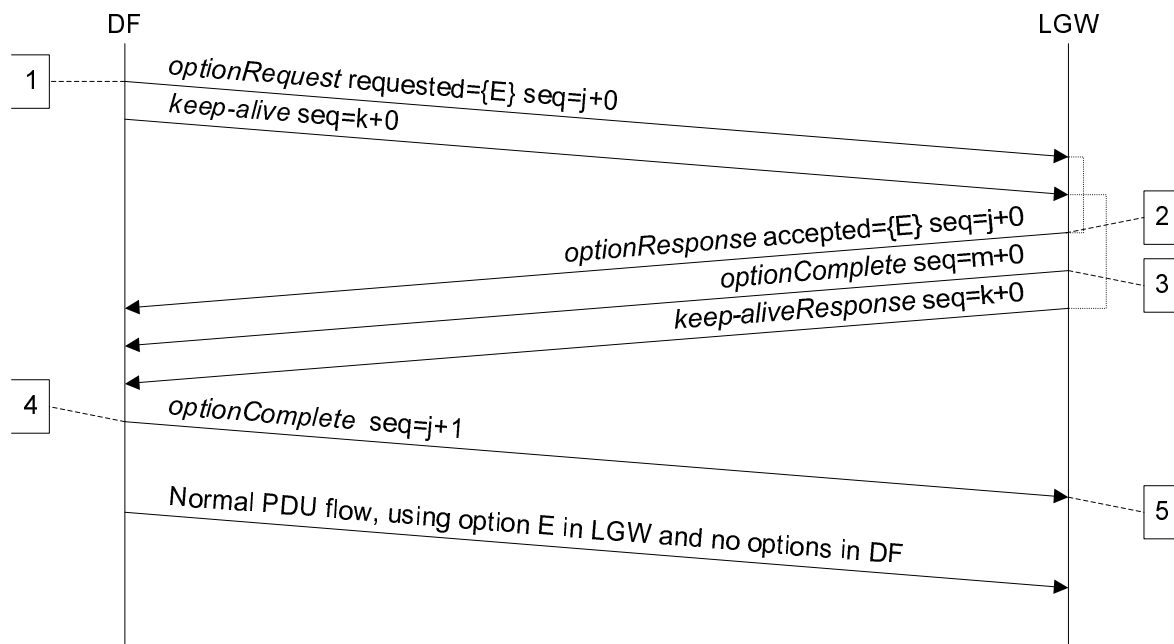 DF
LGW
1
optionRequest requested={E} seq=j+0
keep-alive seq=k+0
2
optionResponse accepted={E} seq=j+0
optionComplete seq=m+0
3
keep-aliveResponse seq=k+0
4
optionComplete seq=j+1
5
Normal PDU flow, using option E in LGW and no options in DF